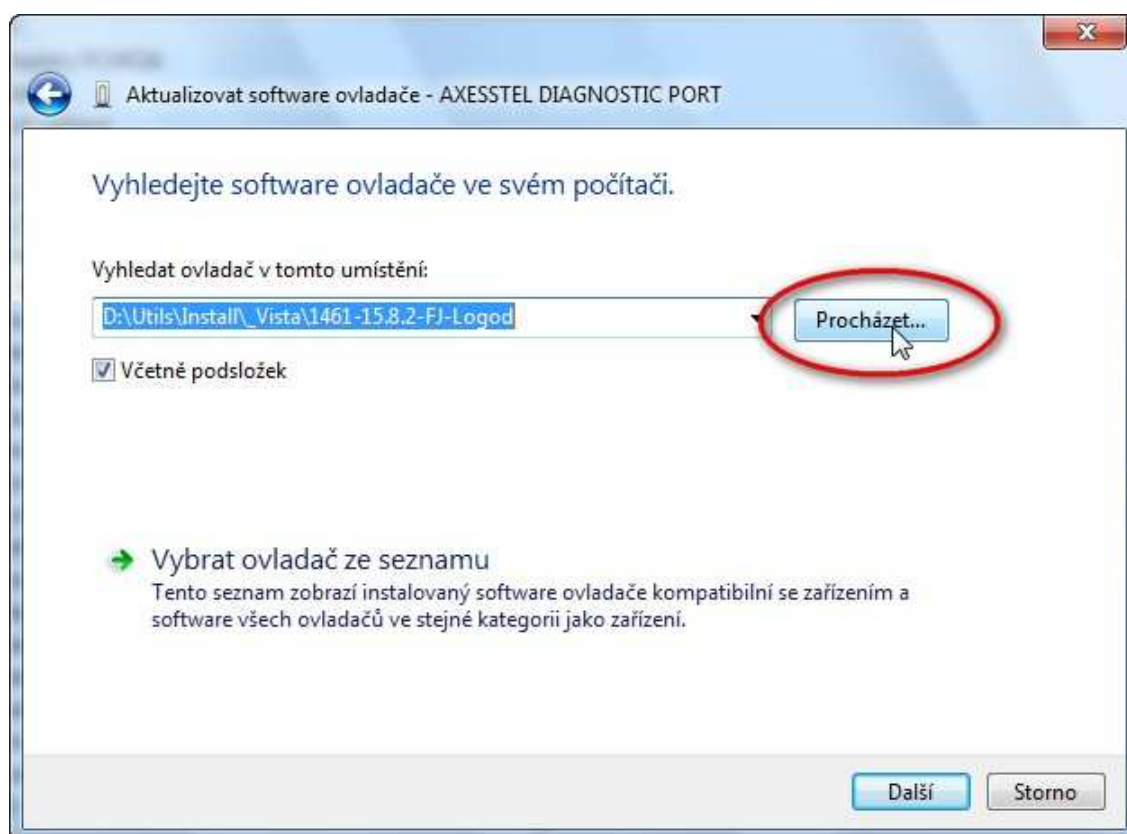 Aktualizovat software ovladače - AXESSTEL DIAGNOSTIC PORT
Vyhledejte software ovladače ve svém počítači.
Vyhledat ovladač v tomto umístění:
D:\Utils\Install\_Vista\1461-15.8.2-FJ-Logod
Procházet...
Včetně podsložek
Vybrat ovladač ze seznamu
Tento seznam zobrazí instalovaný software ovladače kompatibilní se zařízením a
software všech ovladačů ve stejné kategorii jako zařízení.
Další
Storno